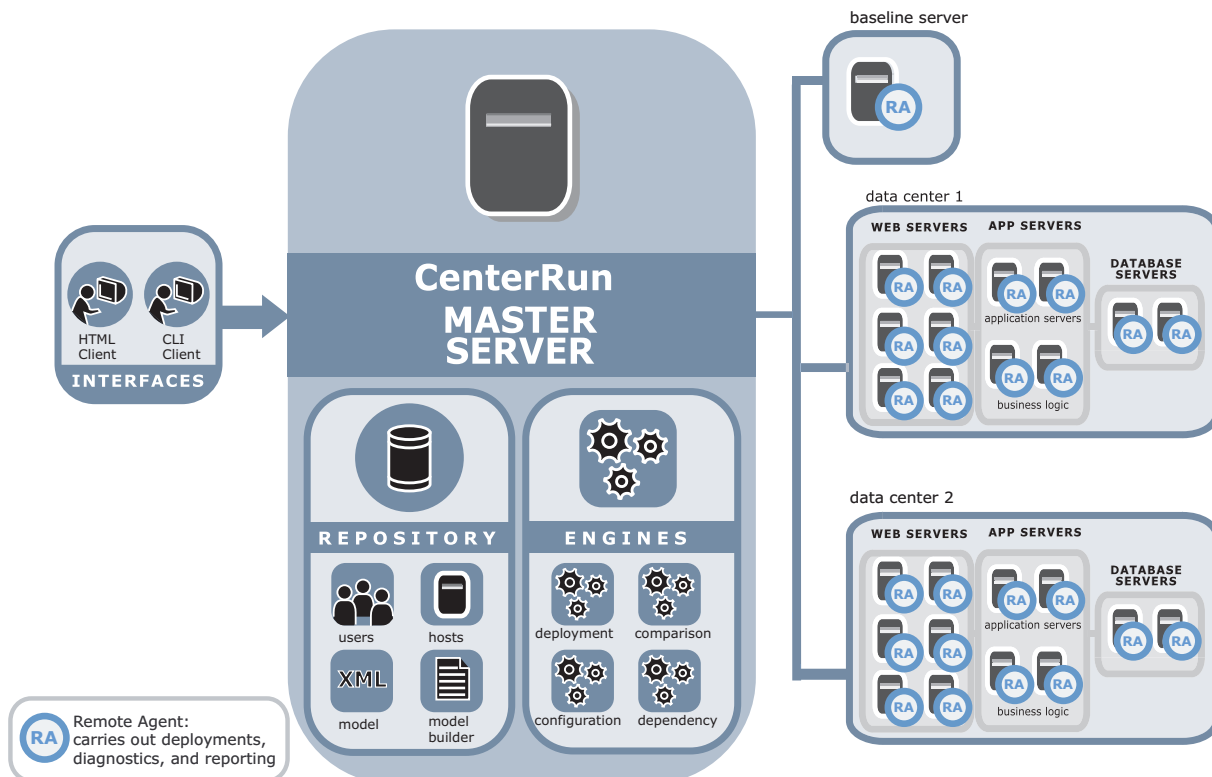 baseline server
RA
data center 1
WEB SERVERS
APP SERVERS
DATABASE
SERVERS
RA
RA
RA
RA
RA
RA
RA
RA
application servers
RA
RA
business logic
RA
RA
HTML
Client
CLI
Client
INTERFACES
CenterRun
MASTER
SERVER
REPOSITORY
users
hosts
XML
model
model
builder
ENGINES
deployment
comparison
configuration
dependency
data center 2
WEB SERVERS
APP SERVERS
DATABASE
SERVERS
RA
RA
RA
RA
RA
RA
RA
RA
application servers
RA
RA
business logic
RA
RA
RA
Remote Agent:
carries out deployments,
diagnostics, and reporting